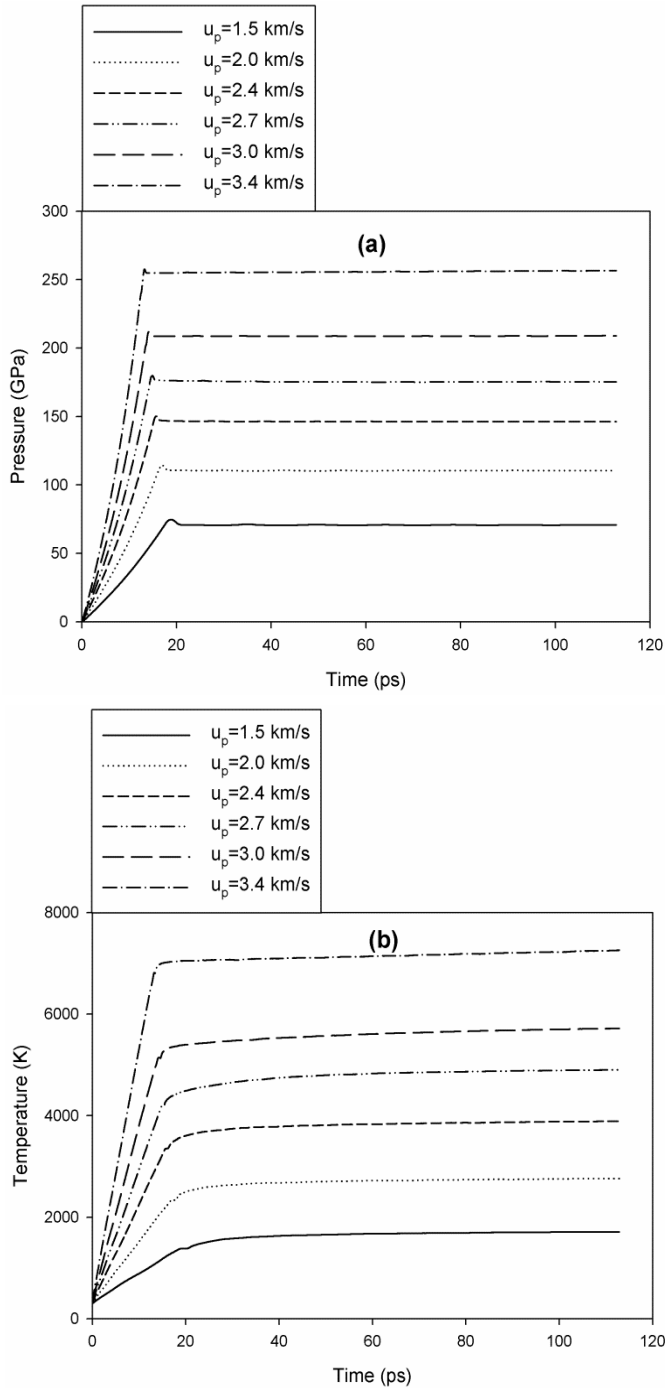 u_p=1.5 km/s
u_p=2.0 km/s
u_p=2.4 km/s
u_p=2.7 km/s
u_p=3.0 km/s
u_p=3.4 km/s
300
(a)
250
200
150
100
50
0
Pressure (GPa)
0 20 40 60 80 100 120
Time (ps)
u_p=1.5 km/s
u_p=2.0 km/s
u_p=2.4 km/s
u_p=2.7 km/s
u_p=3.0 km/s
u_p=3.4 km/s
8000
(b)
6000
4000
2000
0
Temperature (K)
0 20 40 60 80 100 120
Time (ps)